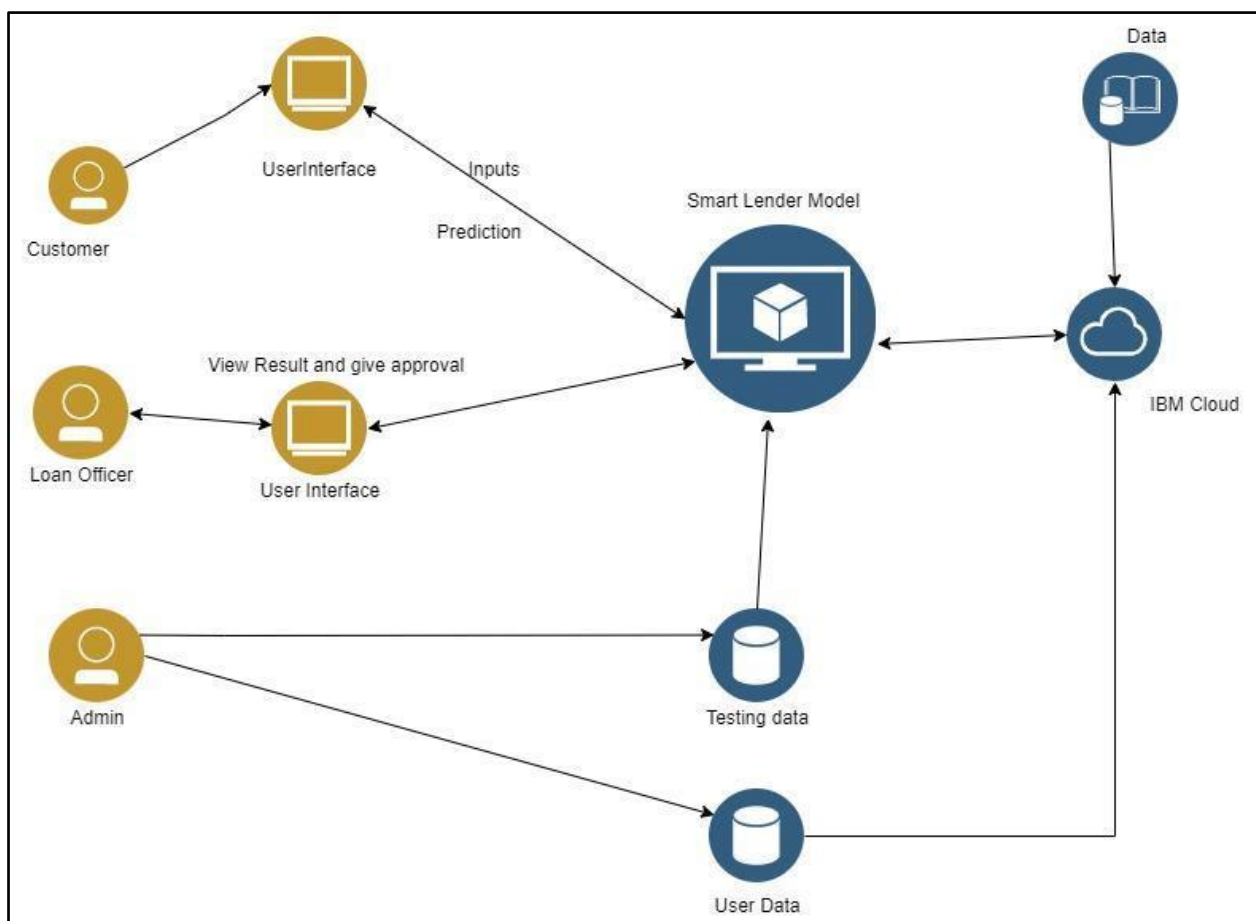 Data
UserInterface
Inputs
Smart Lender Model
Prediction
Customer
View Result and give approval
IBM Cloud
Loan Officer
User Interface
Admin
Testing data
User Data